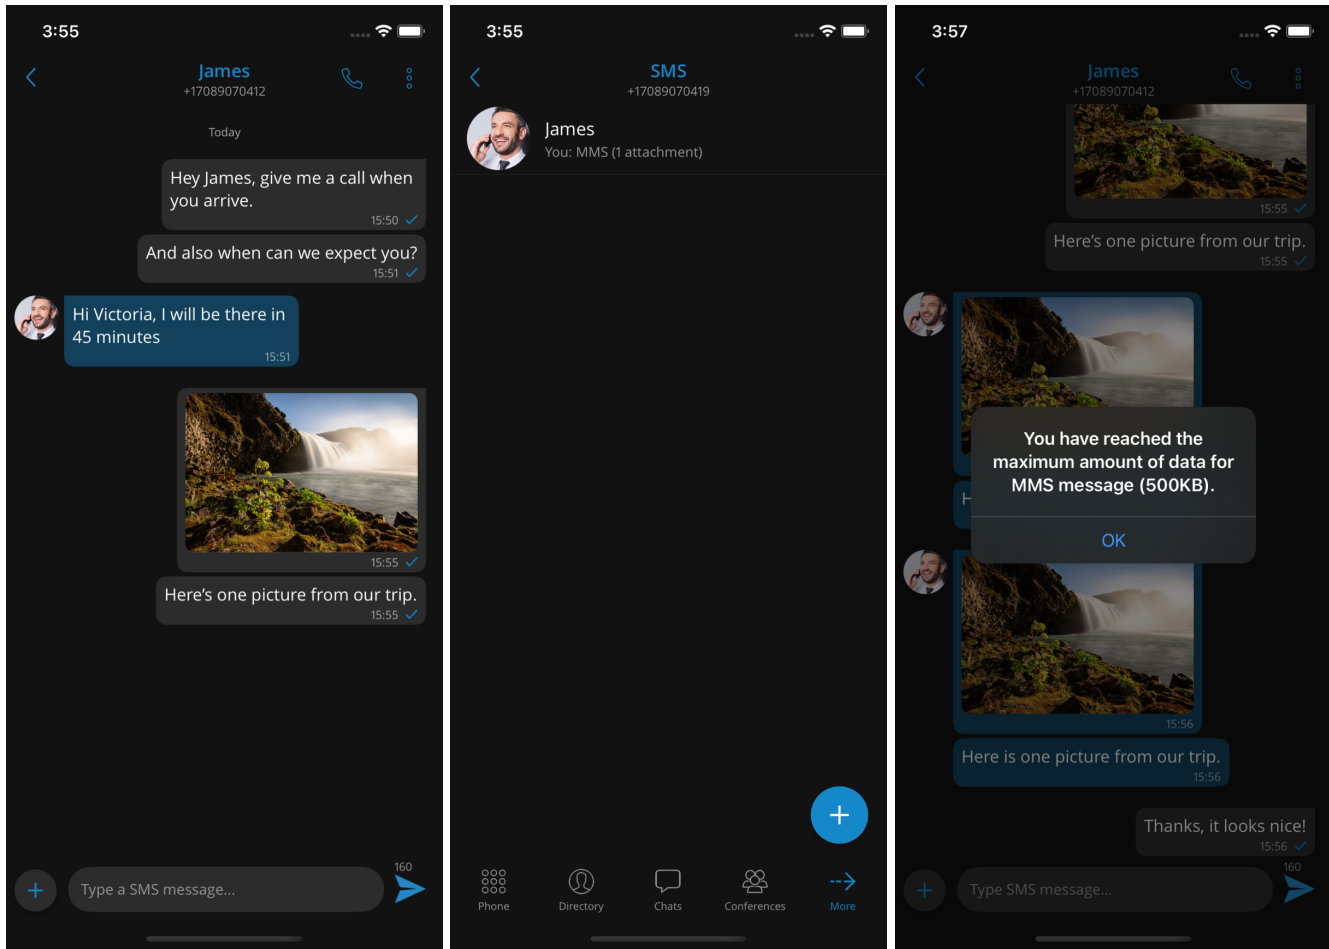 3:55
James
+17089070412
Today
Hey James, give me a call when
you arrive.
15:50
And also when can we expect you?
15:51
Hi Victoria, I will be there in
45 minutes
15:51
15:55
Here's one picture from our trip.
15:55
160
Type a SMS message...
3:55
SMS
+17089070419
James
You: MMS (1 attachment)
Phone
Directory
Chats
Conferences
More
3:57
James
+17089070412
15:55
Here's one picture from our trip.
15:55
You have reached the
maximum amount of data for
MMS message (500KB).
OK
H
15:56
Here is one picture from our trip.
15:56
Thanks, it looks nice!
15:56
160
Type SMS message...